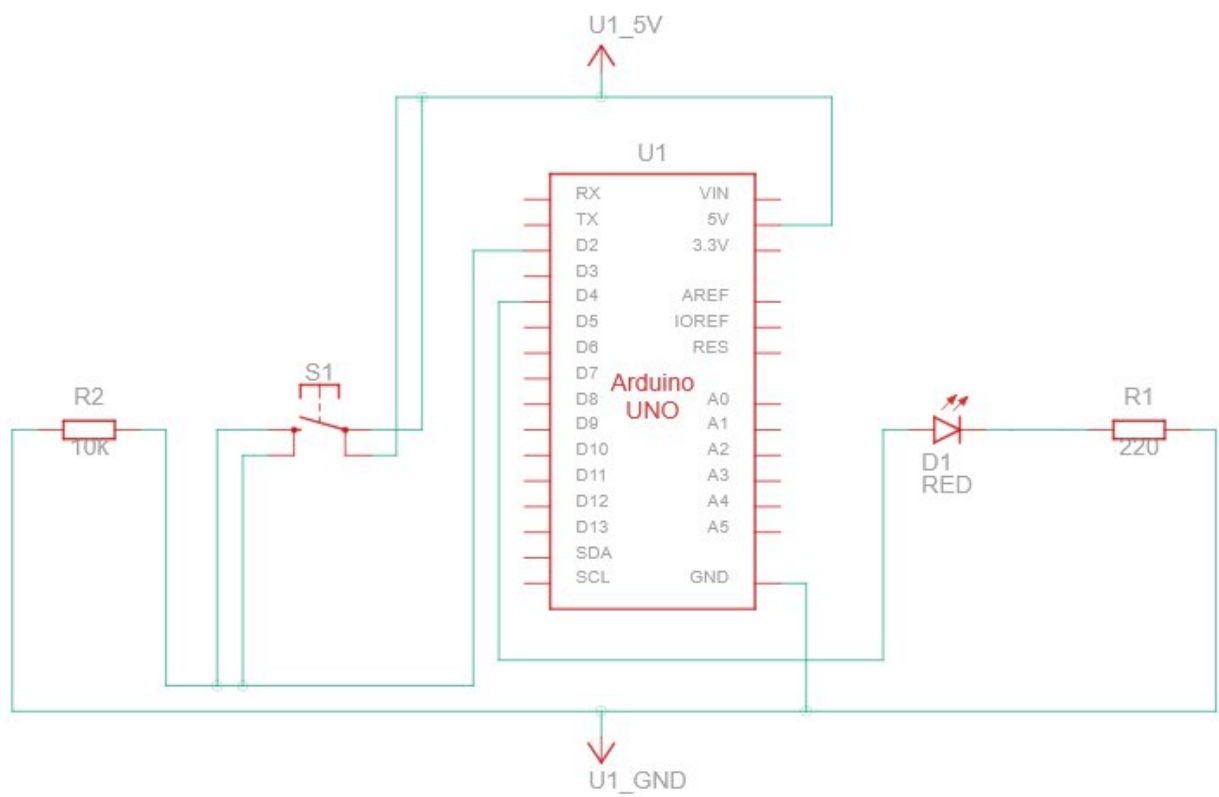 U1_5V
U1
RX VIN
TX 5V
D2 3.3V
D3
D4 AREF
D5 IOREF
D6 RES
D7
Arduino
D8 A0
UNO
D9 A1
D10 A2
D11 A3
D12 A4
D13 A5
SDA
SCL GND
S1
R2
10k
R1
220
D1
RED
U1_GND